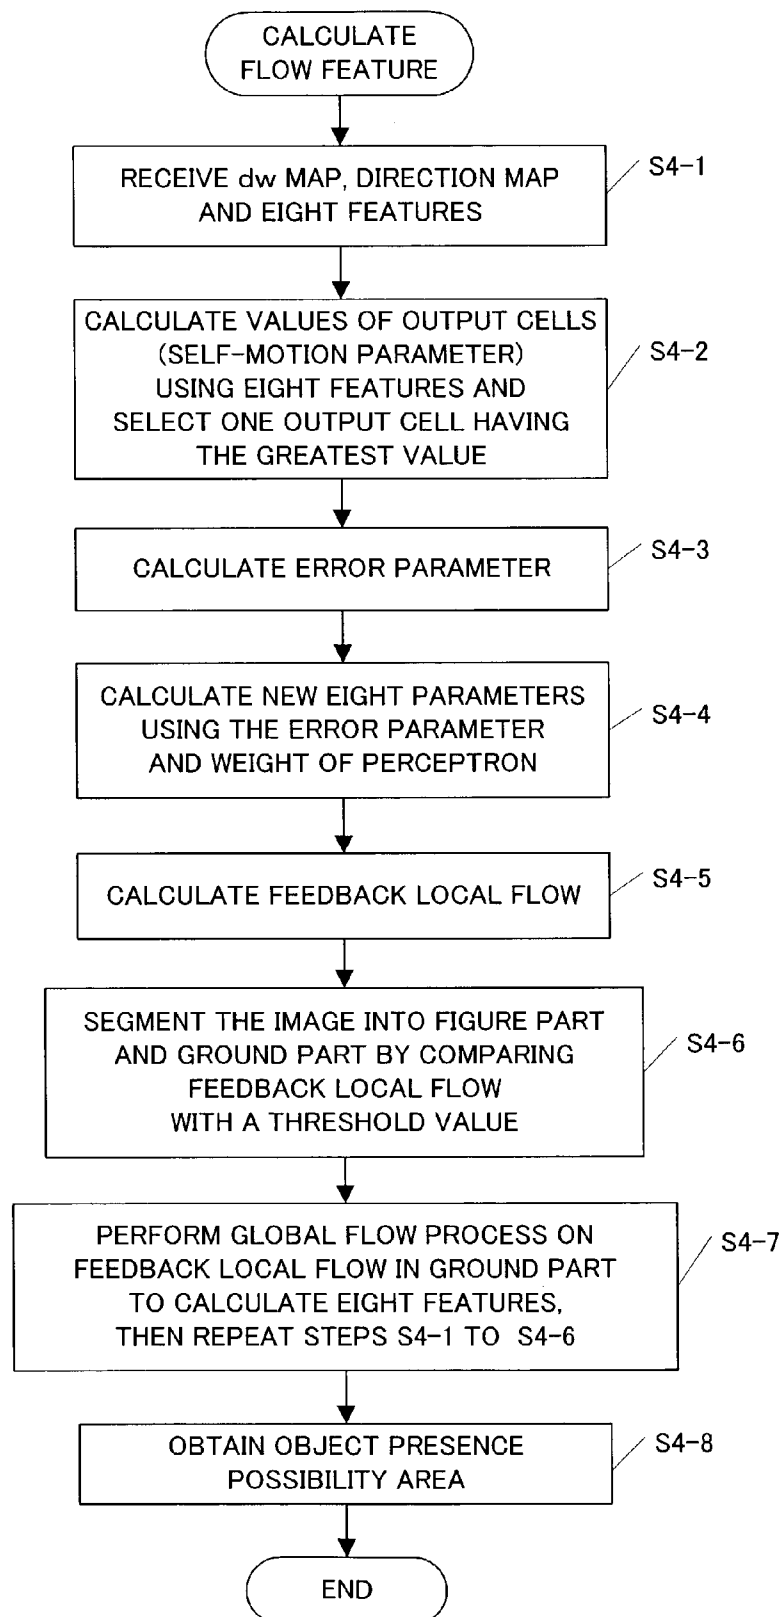 CALCULATE
FLOW FEATURE
RECEIVE dw MAP, DIRECTION MAP
AND EIGHT FEATURES
S4-1
CALCULATE VALUES OF OUTPUT CELLS
(SELF-MOTION PARAMETER)
USING EIGHT FEATURES AND
SELECT ONE OUTPUT CELL HAVING
THE GREATEST VALUE
S4-2
CALCULATE ERROR PARAMETER
S4-3
CALCULATE NEW EIGHT PARAMETERS
USING THE ERROR PARAMETER
AND WEIGHT OF PERCEPTRON
S4-4
CALCULATE FEEDBACK LOCAL FLOW
S4-5
SEGMENT THE IMAGE INTO FIGURE PART
AND GROUND PART BY COMPARING
FEEDBACK LOCAL FLOW
WITH A THRESHOLD VALUE
S4-6
PERFORM GLOBAL FLOW PROCESS ON
FEEDBACK LOCAL FLOW IN GROUND PART
TO CALCULATE EIGHT FEATURES,
THEN REPEAT STEPS S4-1 TO S4-6
S4-7
OBTAIN OBJECT PRESENCE
POSSIBILITY AREA
S4-8
END